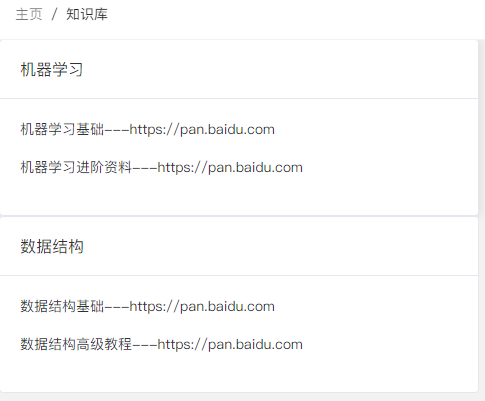 主页 / 知识库
机器学习
机器学习基础---https://pan.baidu.com
机器学习进阶资料---https://pan.baidu.com
数据结构
数据结构基础---https://pan.baidu.com
数据结构高级教程---https://pan.baidu.com